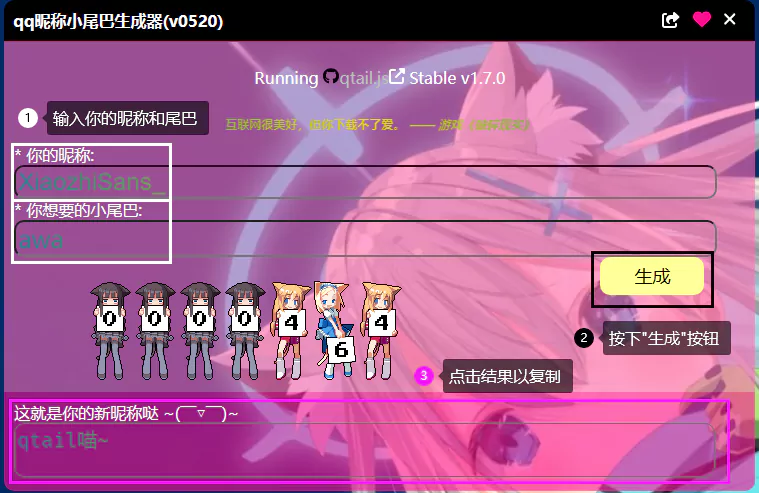 qq昵称小尾巴生成器(v0520)
Running qtail.js Stable v1.7.0
1 输入你的昵称和尾巴
互联网很美好，但你下载不了爱。 —— 游戏
* 你的昵称:
XiaozhiSans_
* 你想要的小尾巴:
awa
生成
0 0 0 0 4 6 4
2 按下"生成"按钮
3 点击结果以复制
这就是你的新昵称哒 ~(￣▽￣)~
qtail喵~